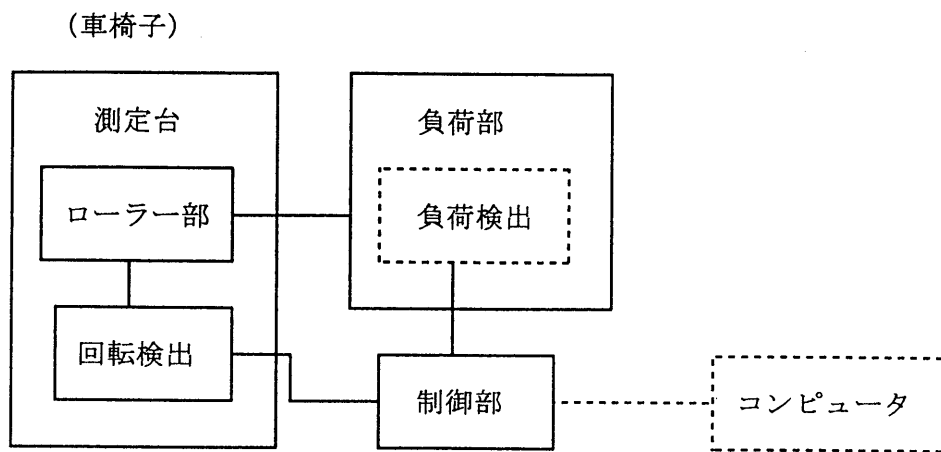 (車椅子)
測定台
負荷部
ローラー部
負荷検出
回転検出
制御部
コンピュータ